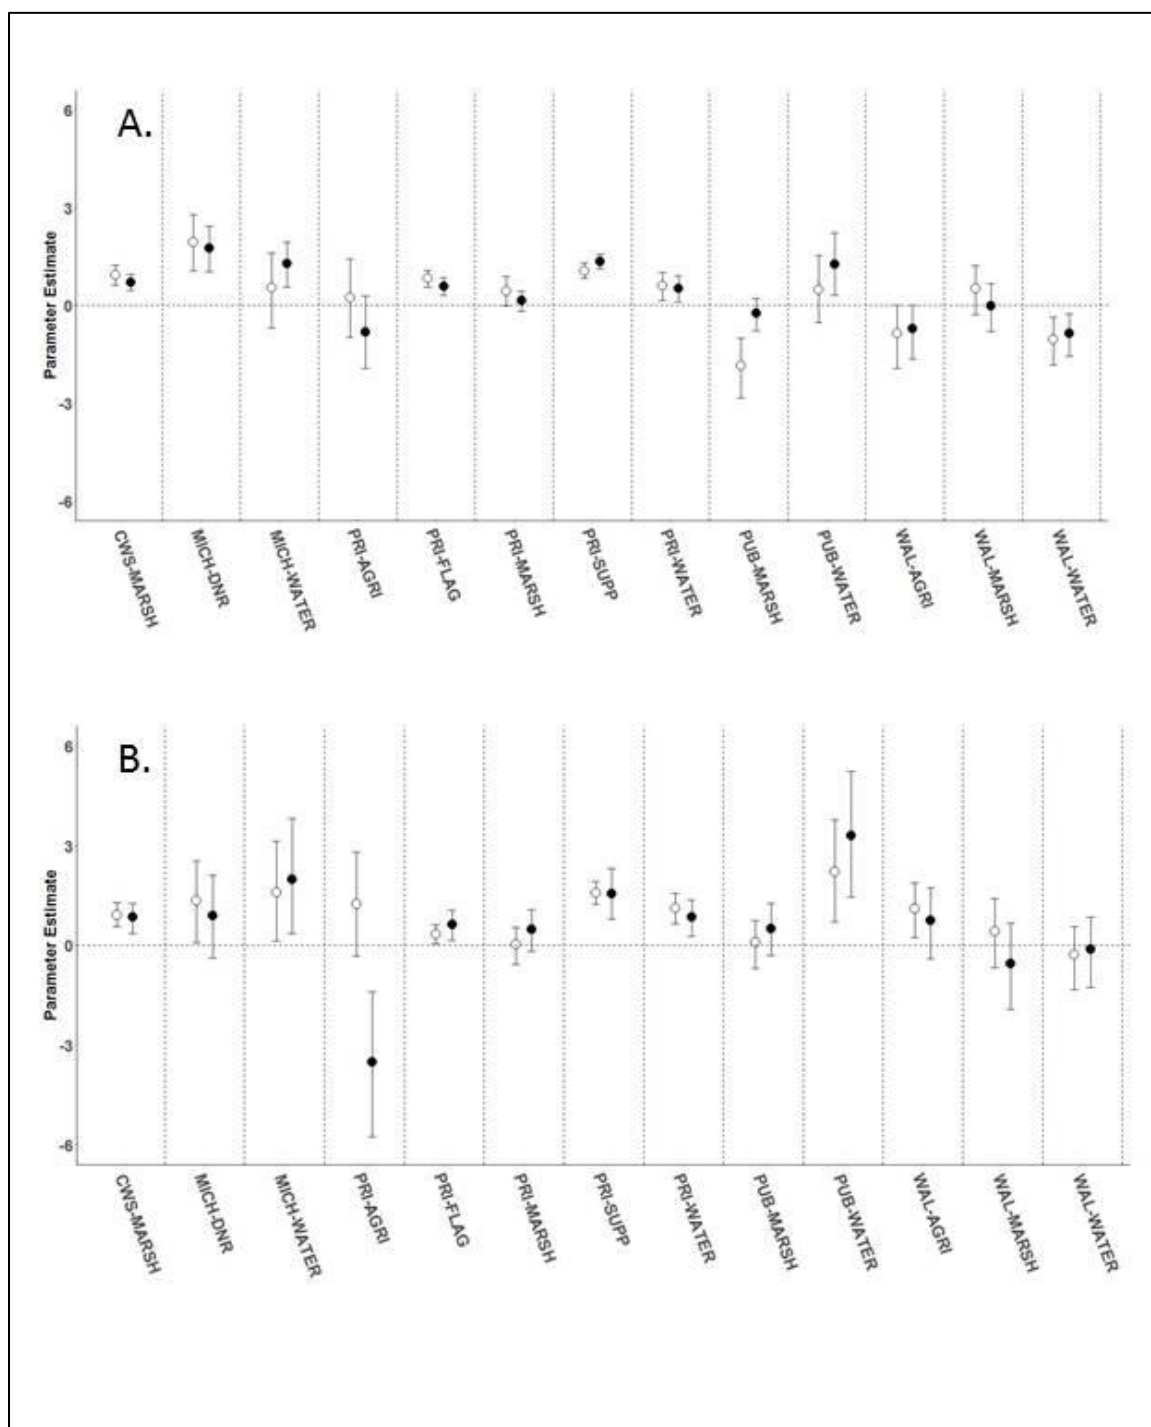 A.
6
3
0
-3
-6
Parameter Estimate
CWS-MARSH
MICH-DNR
MICH-WATER
PRI-AGRI
PRI-FLAG
PRI-MARSH
PRI-SUPP
PRI-WATER
PUB-MARSH
PUB-WATER
WAL-AGRI
WAL-MARSH
WAL-WATER
B.
6
3
0
-3
-6
Parameter Estimate
CWS-MARSH
MICH-DNR
MICH-WATER
PRI-AGRI
PRI-FLAG
PRI-MARSH
PRI-SUPP
PRI-WATER
PUB-MARSH
PUB-WATER
WAL-AGRI
WAL-MARSH
WAL-WATER